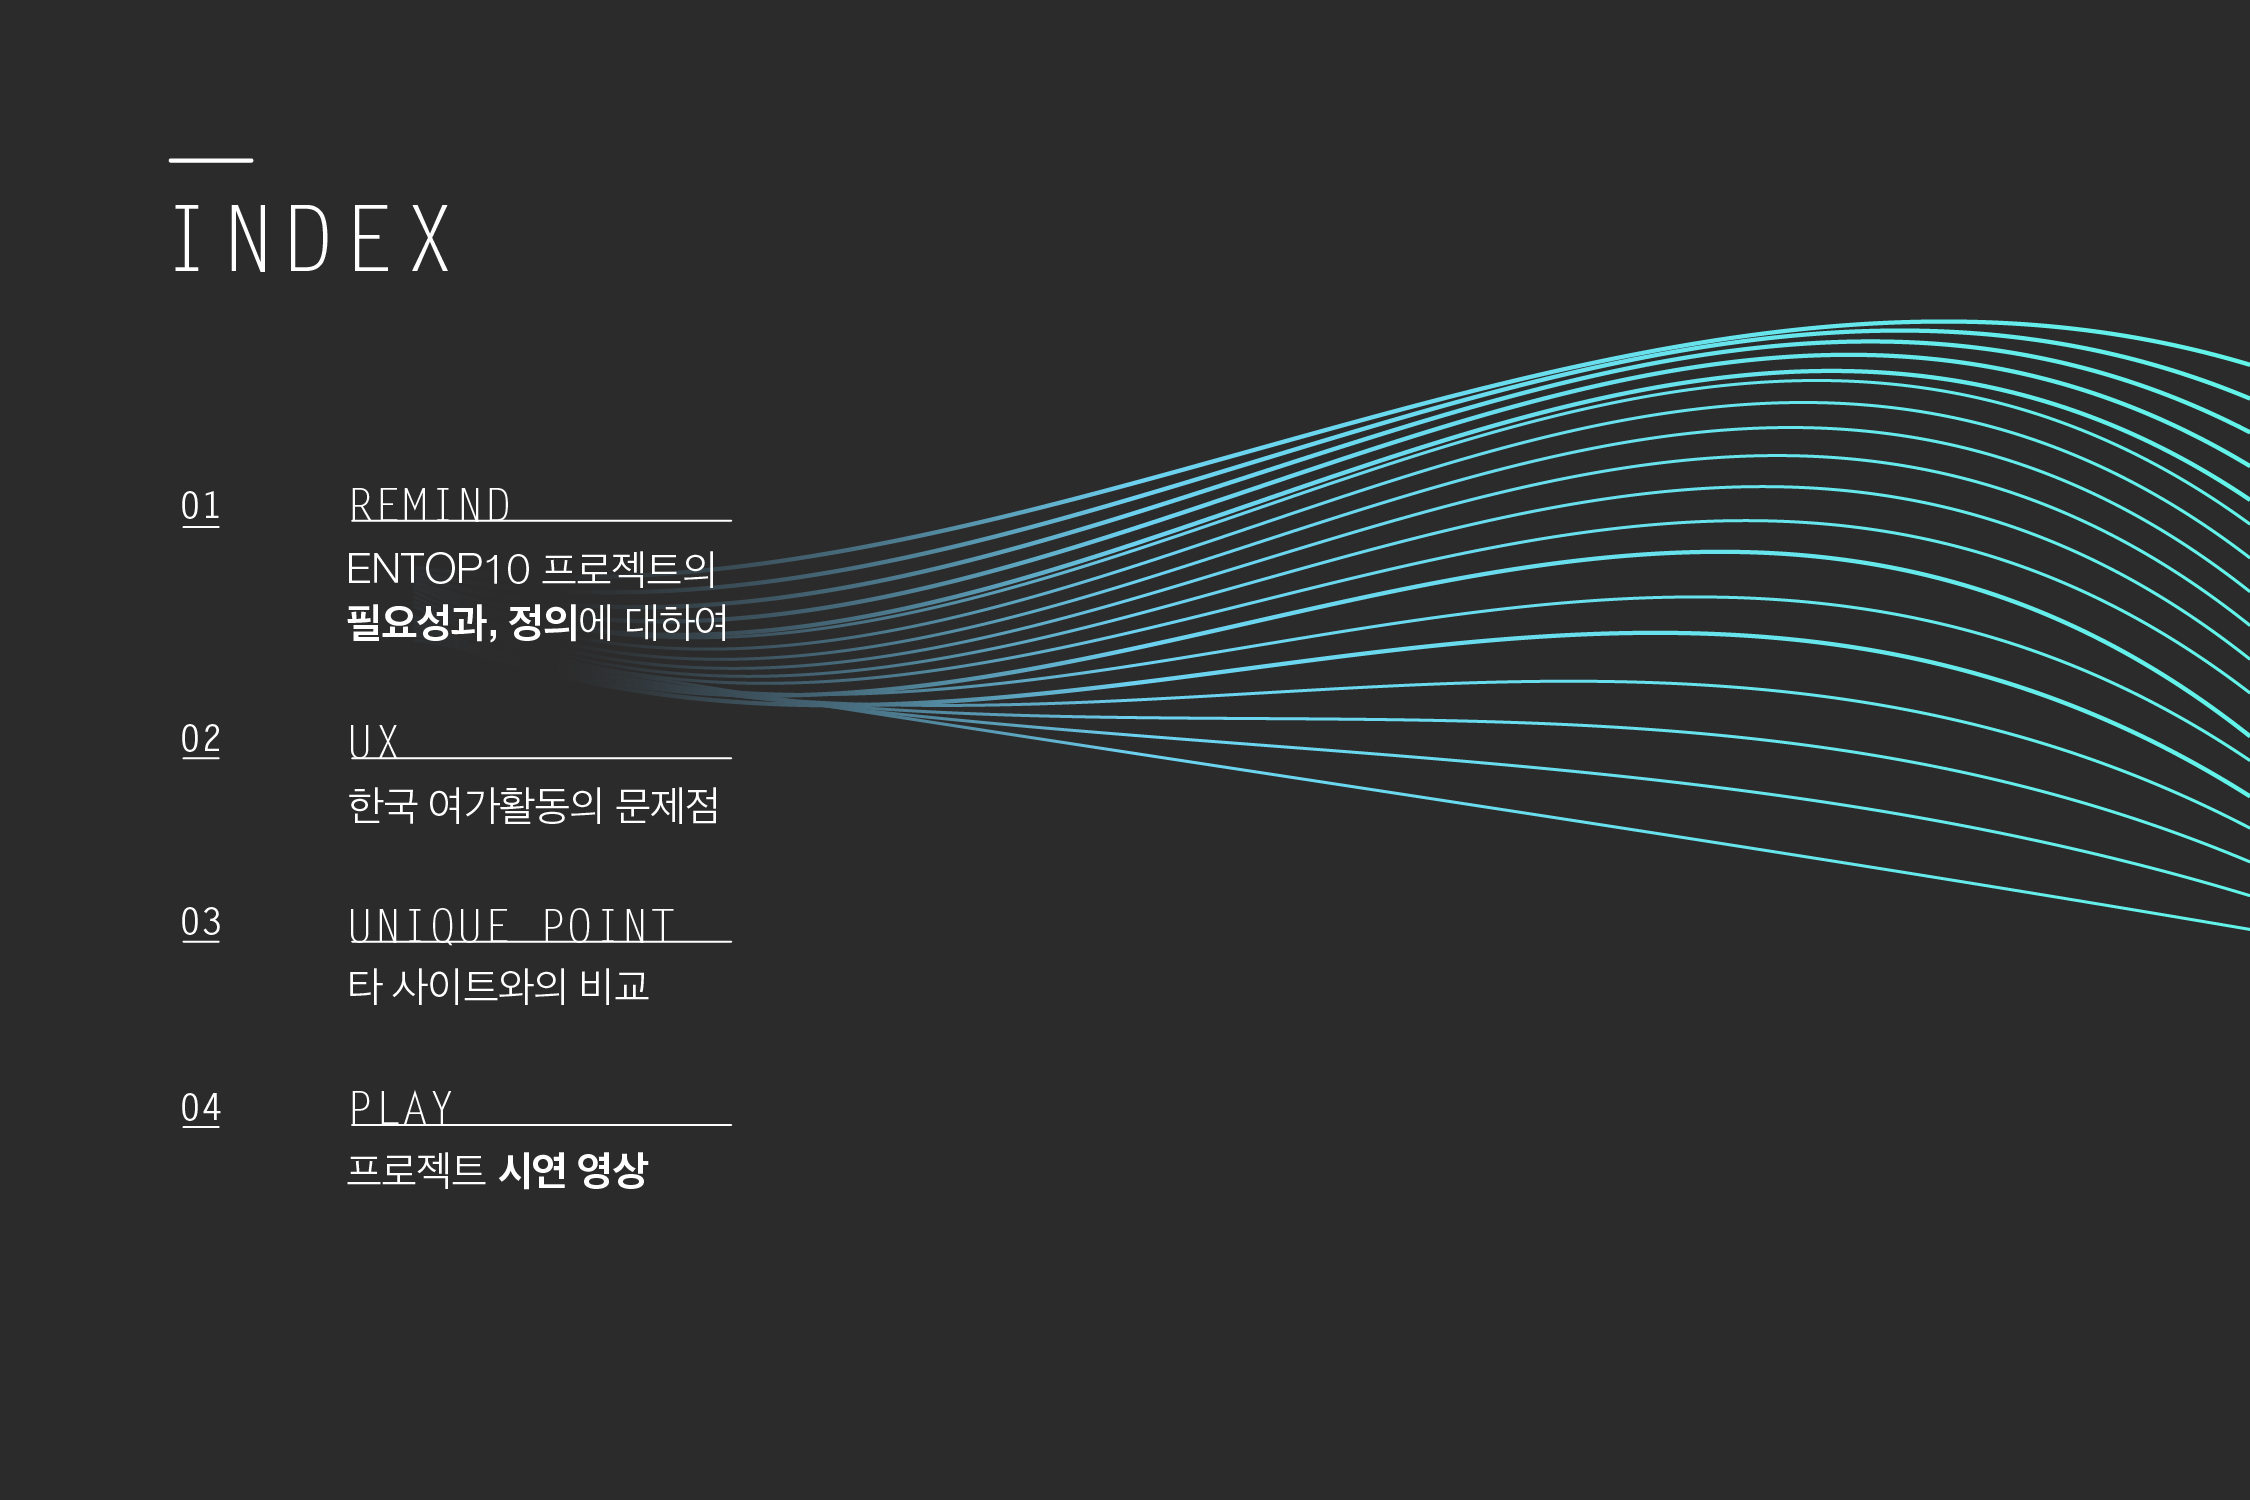 INDEX
01
REMIND
ENTOP10 프로젝트의
필요성과, 정의에 대하여
02
UX
한국 여가활동의 문제점
03
UNIQUE POINT
타 사이트와의 비교
04
PLAY
프로젝트 시연 영상